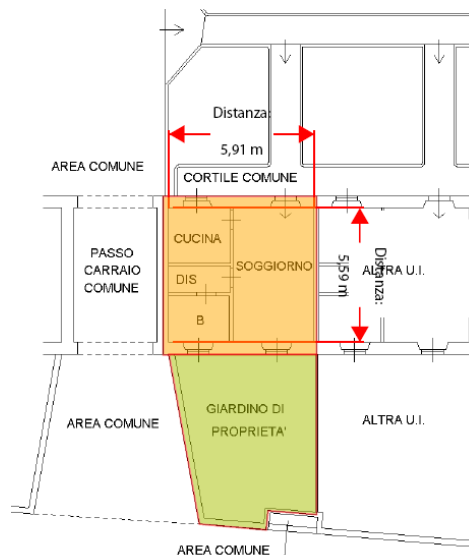 Distanza:
5,91 m
AREA COMUNE
CORTILE COMUNE
CUCINA
PASSO
CARRAIO
COMUNE
SOGGIORNO
DIS
B
Distanza:
5,59 m
ALTRA U.I.
AREA COMUNE
GIARDINO DI
PROPRIETA'
ALTRA U.I.
AREA COMUNE